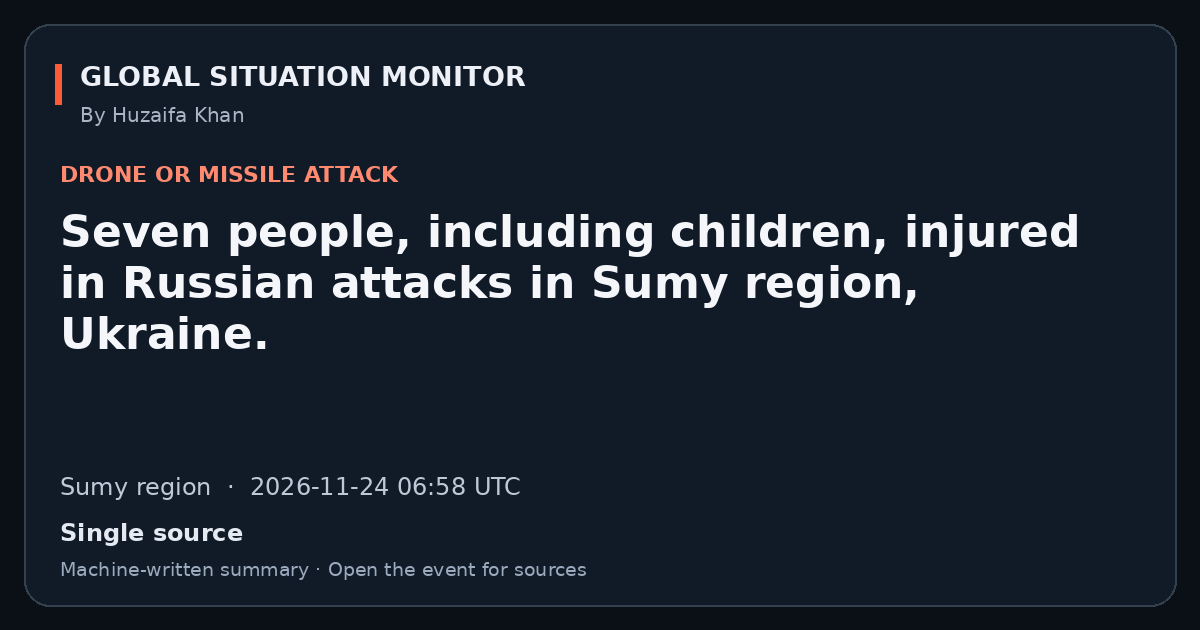 GLOBAL SITUATION MONITOR
By Huzaifa Khan
DRONE OR MISSILE ATTACK
Seven people, including children, injured
in Russian attacks in Sumy region,
Ukraine.
Sumy region · 2026-11-24 06:58 UTC
Single source
Machine-written summary · Open the event for sources